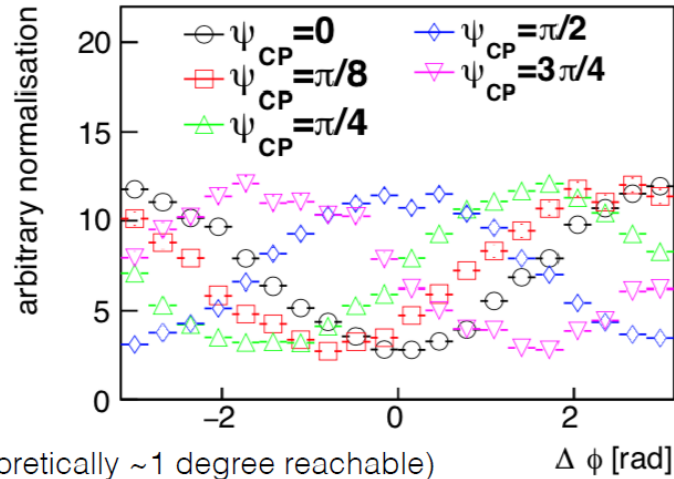 arbitrary normalisation
20
15
10
5
0
ψCP=0
ψCP=π/2
ψCP=π/8
ψCP=3π/4
ψCP=π/4
−2
0
2
oretically ~1 degree reachable)
Δ ϕ [rad]